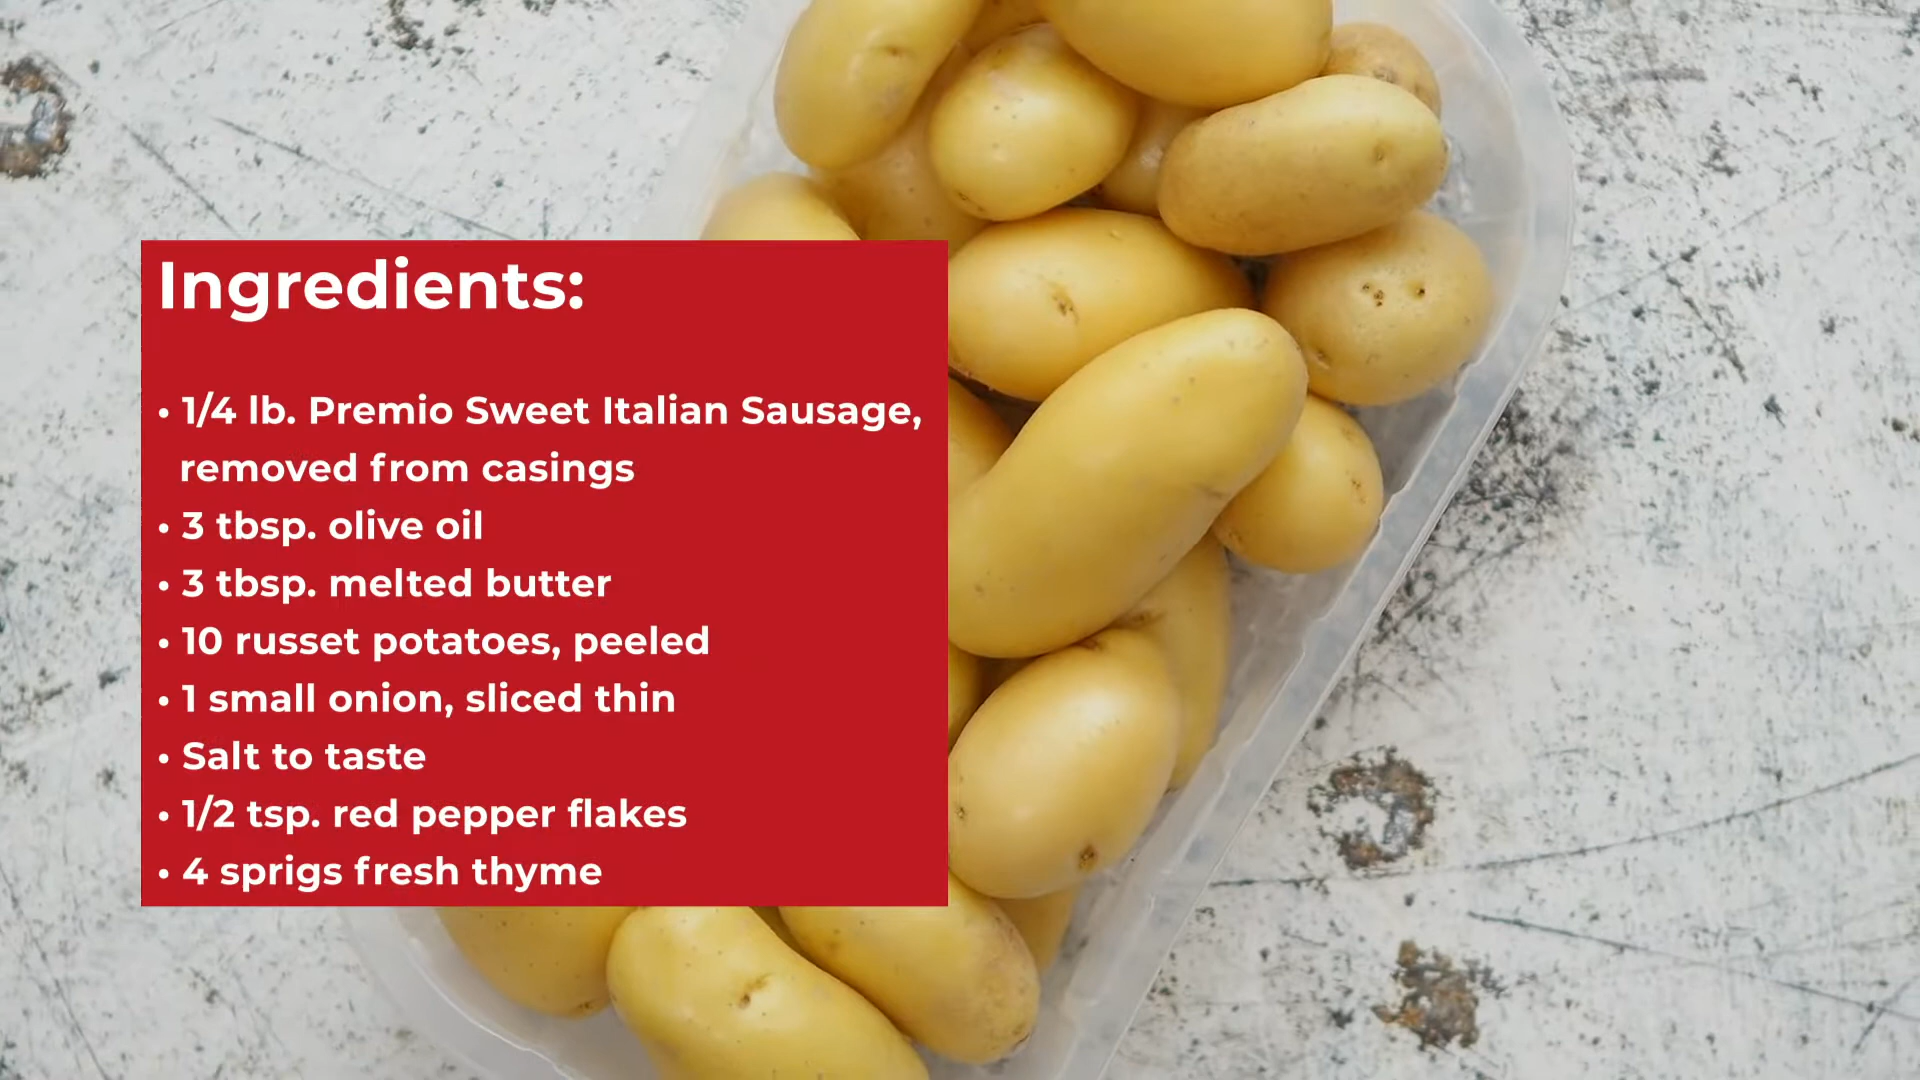 Ingredients:
• 1/4 lb. Premio Sweet Italian Sausage,
removed from casings
• 3 tbsp. olive oil
• 3 tbsp. melted butter
• 10 russet potatoes, peeled
• 1 small onion, sliced thin
• Salt to taste
• 1/2 tsp. red pepper flakes
• 4 sprigs fresh thyme